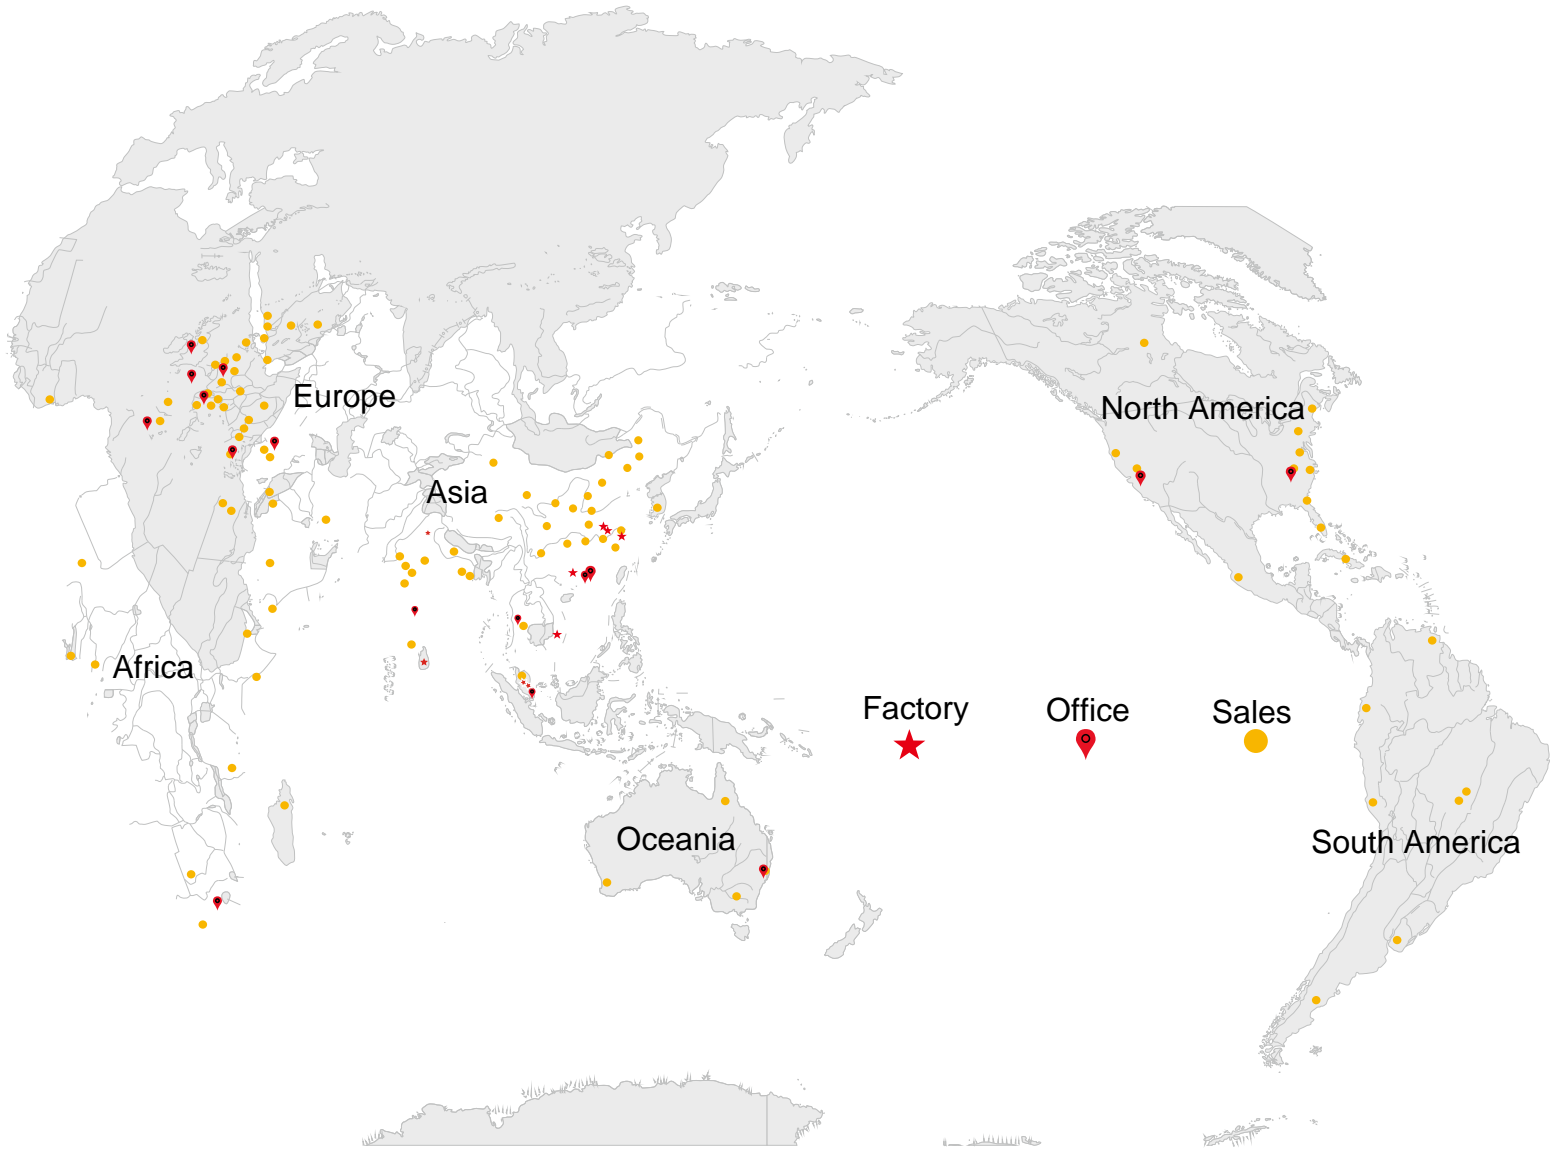 Europe
North America
Asia
Africa
Factory
Office
Sales
Oceania
South America